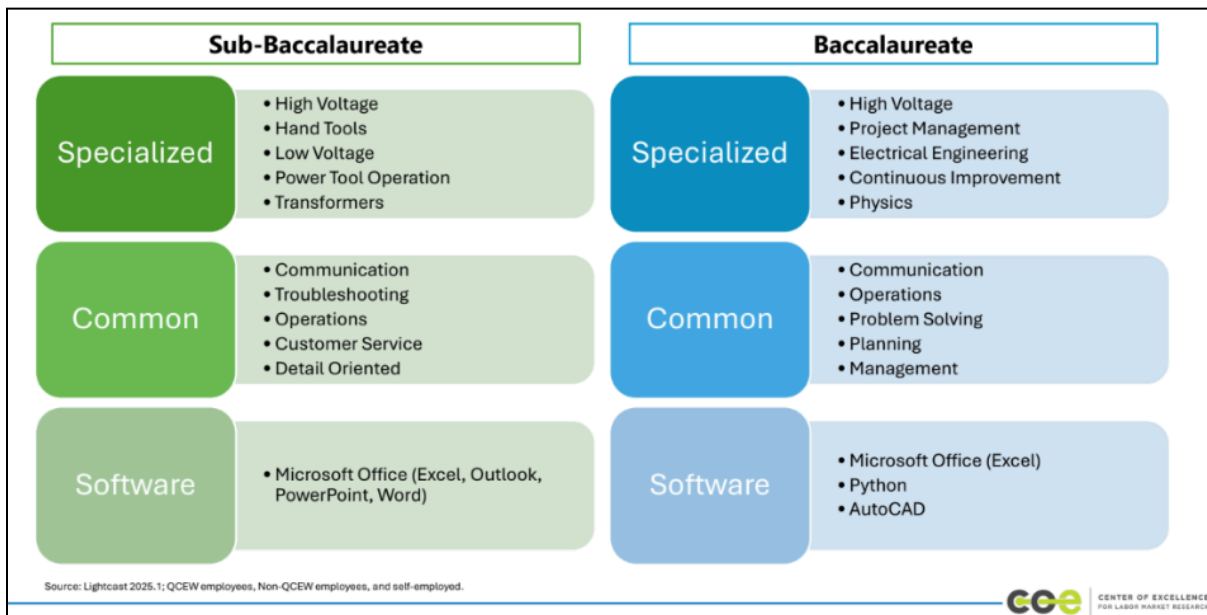 Sub-Baccalaureate
Specialized
• High Voltage
• Hand Tools
• Low Voltage
• Power Tool Operation
• Transformers
Common
• Communication
• Troubleshooting
• Operations
• Customer Service
• Detail Oriented
Software
• Microsoft Office (Excel, Outlook,
PowerPoint, Word)
Baccalaureate
Specialized
• High Voltage
• Project Management
• Electrical Engineering
• Continuous Improvement
• Physics
Common
• Communication
• Operations
• Problem Solving
• Planning
• Management
Software
• Microsoft Office (Excel)
• Python
• AutoCAD
Source: Lightcast 2025.1; QCEW employees, Non-QCEW employees, and self-employed.
coe
CENTER OF EXCELLENCE
FOR LABOR MARKET RESEARCH